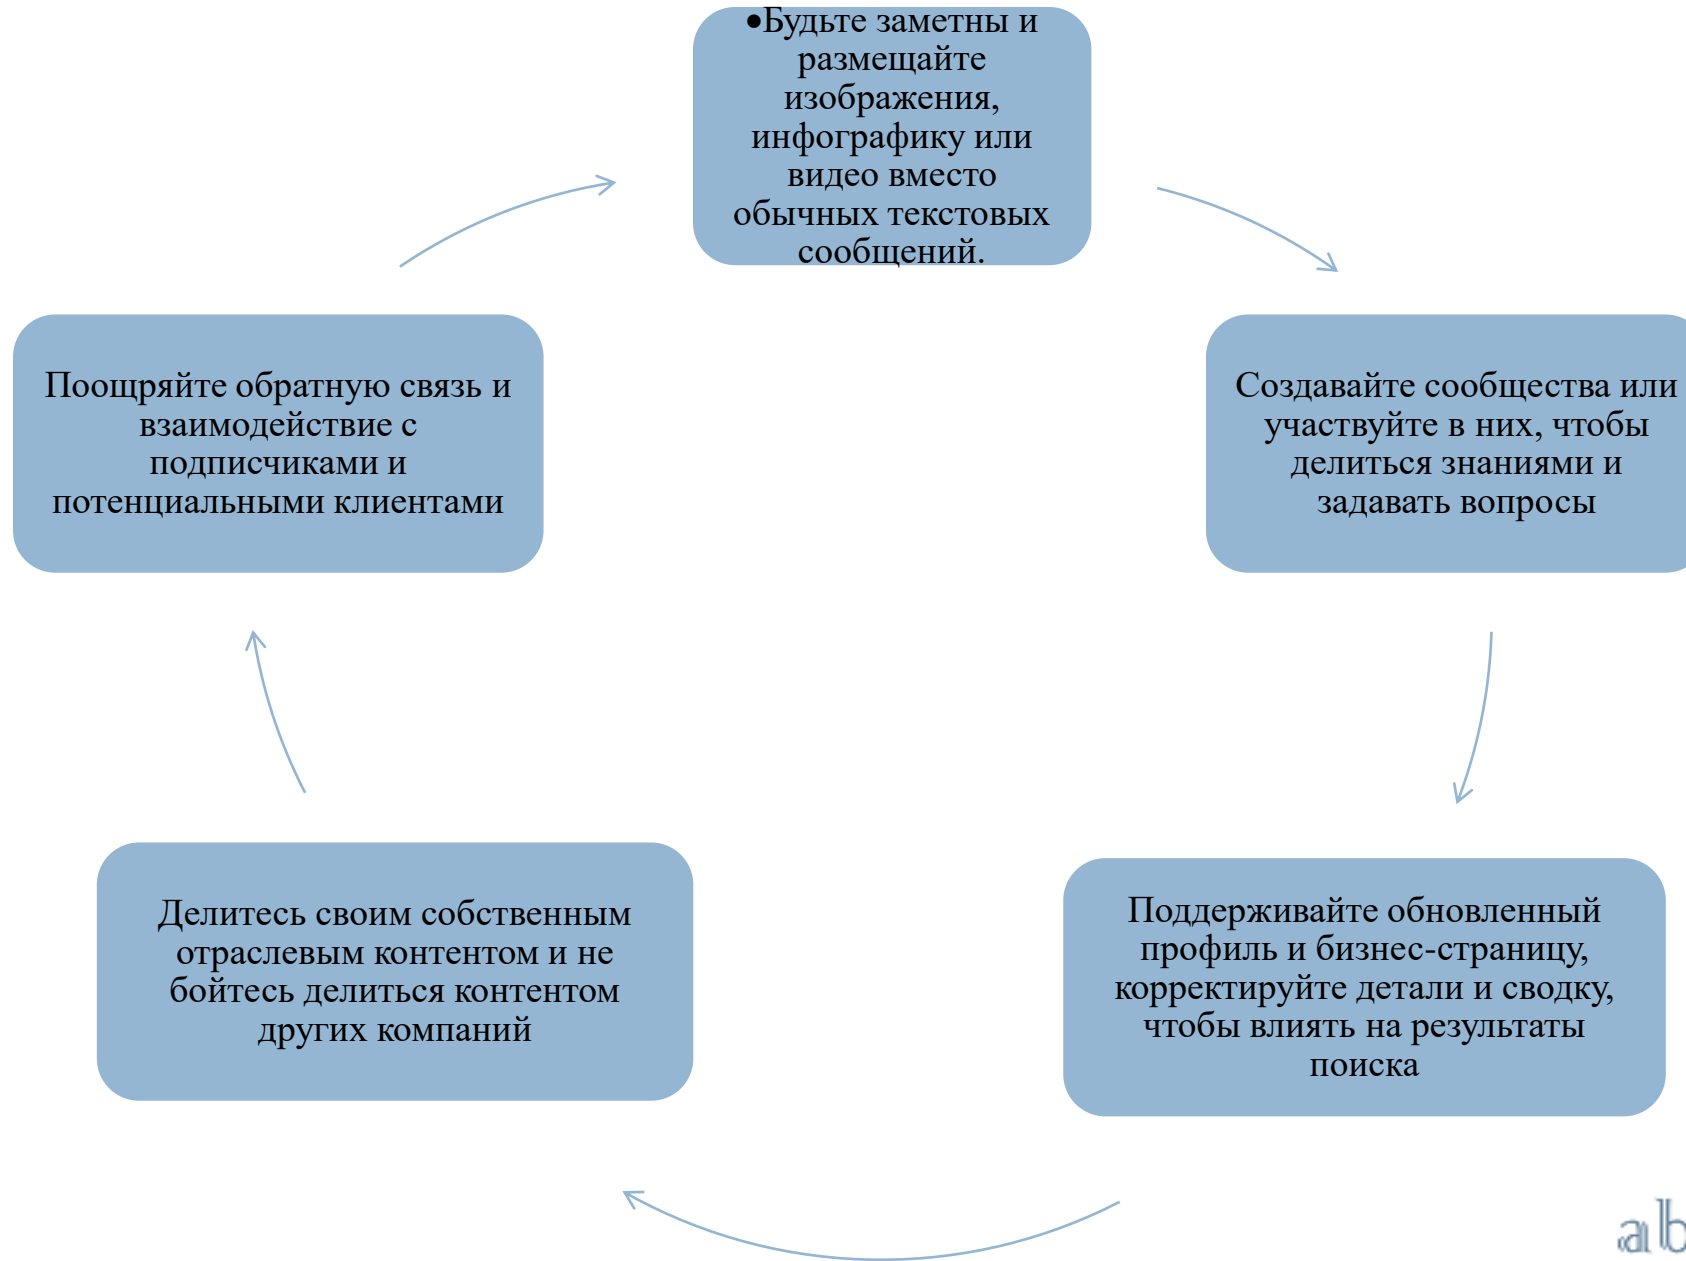 •Будьте заметны и
размещайте
изображения,
инфографику или
видео вместо
обычных текстовых
сообщений.
Создавайте сообщества или
участвуйте в них, чтобы
делиться знаниями и
задавать вопросы
Поддерживайте обновленный
профиль и бизнес-страницу,
корректируйте детали и сводку,
чтобы влиять на результаты
поиска
Делитесь своим собственным
отраслевым контентом и не
бойтесь делиться контентом
других компаний
Поощряйте обратную связь и
взаимодействие с
подписчиками и
потенциальными клиентами